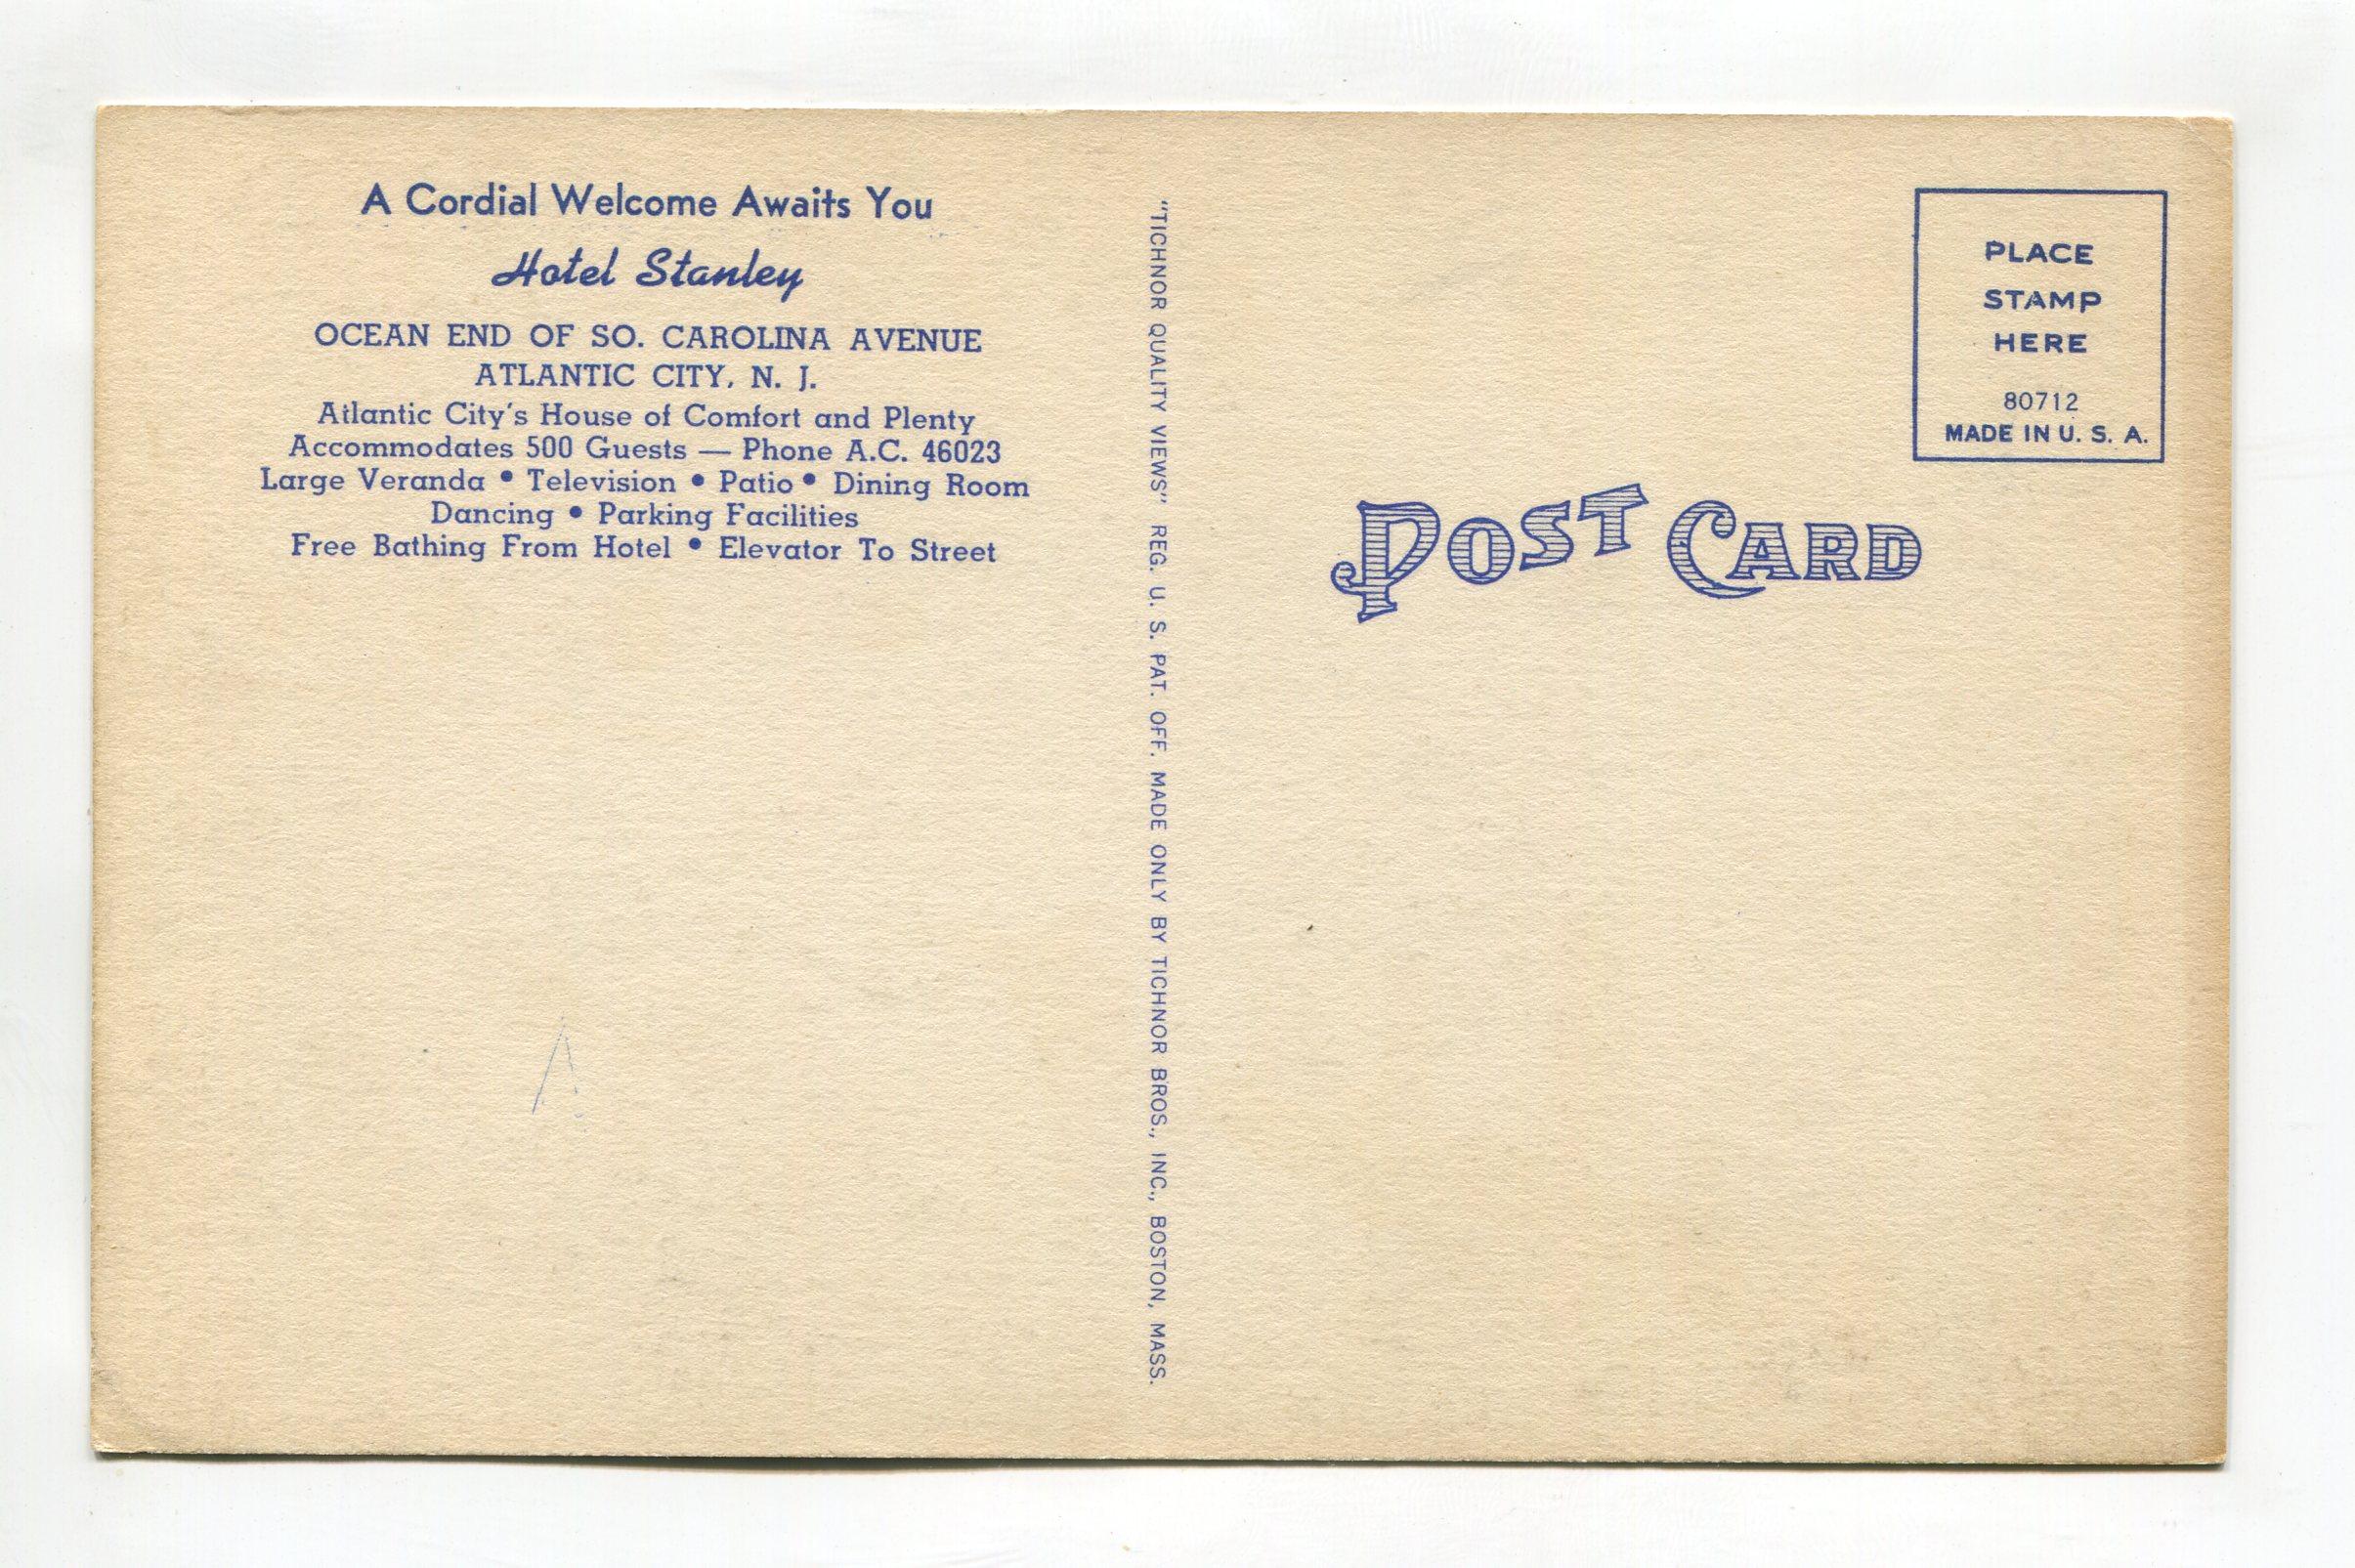 A Cordial Welcome Awaits You
Hotel Stanley
OCEAN END OF SO. CAROLINA AVENUE
ATLANTIC CITY, N. J.
Atlantic City's House of Comfort and Plenty
Accommodates 500 Guests — Phone A.C. 46023
Large Veranda • Television • Patio • Dining Room
Dancing • Parking Facilities
Free Bathing From Hotel • Elevator To Street
"TICHNOR QUALITY VIEWS" REG. U. S. PAT. OFF. MADE ONLY BY TICHNOR BROS., INC., BOSTON, MASS.
PLACE
STAMP
HERE
80712
MADE IN U. S. A.
POST CARD